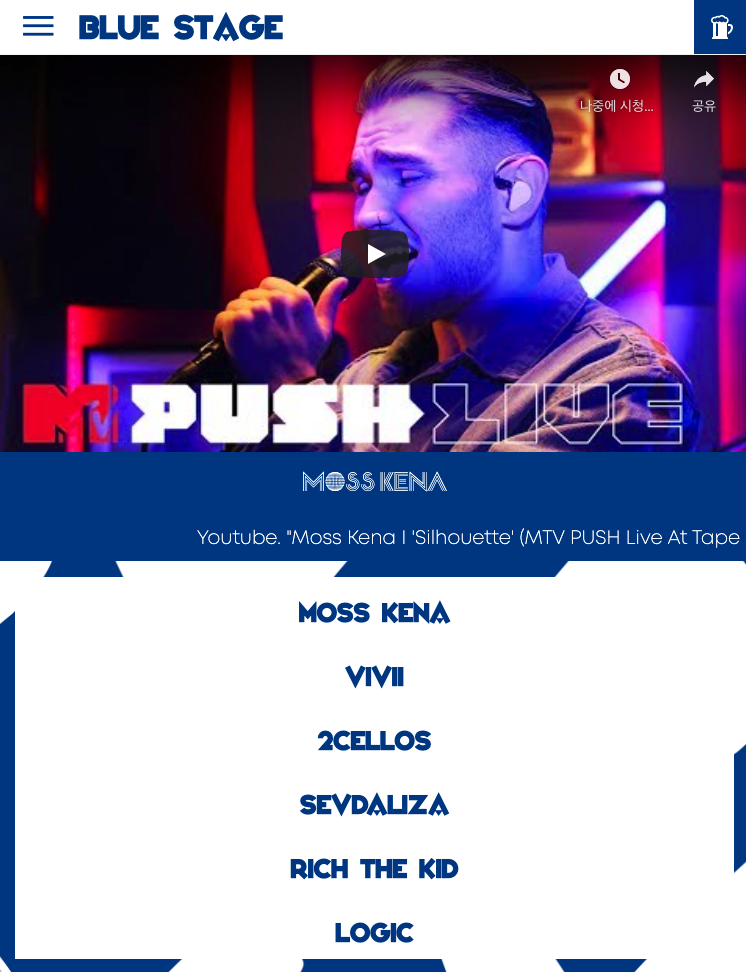 BLUE STAGE
나중에 시청...
공유
MTV PUSH LIVE
MOSS KENA
Youtube. "Moss Kena | 'Silhouette' (MTV PUSH Live At Tape
MOSS KENA
VIVII
2CELLOS
SEVDALIZA
RICH THE KID
LOGIC